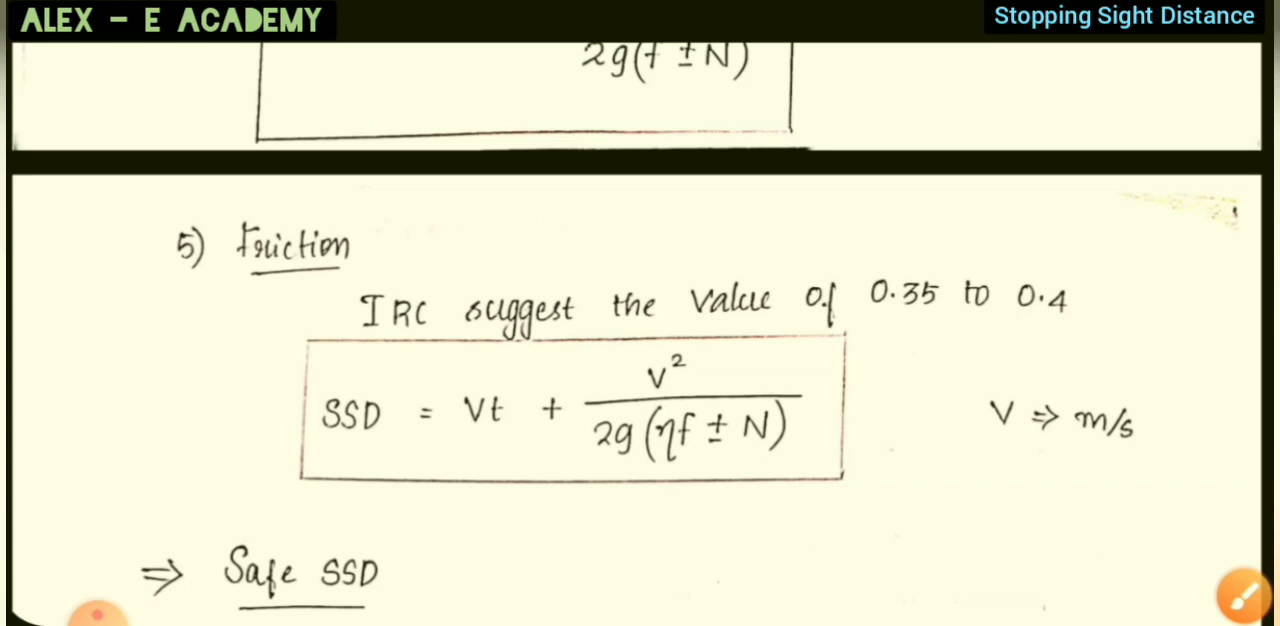 ALEX - E ACADEMY
Stopping Sight Distance
2g(f ± N)
5) Friction
IRC suggest the value of 0.35 to 0.4
SSD = Vt + V² / 2g (ηf ± N)
V ⇒ m/s
⇒ Safe SSD